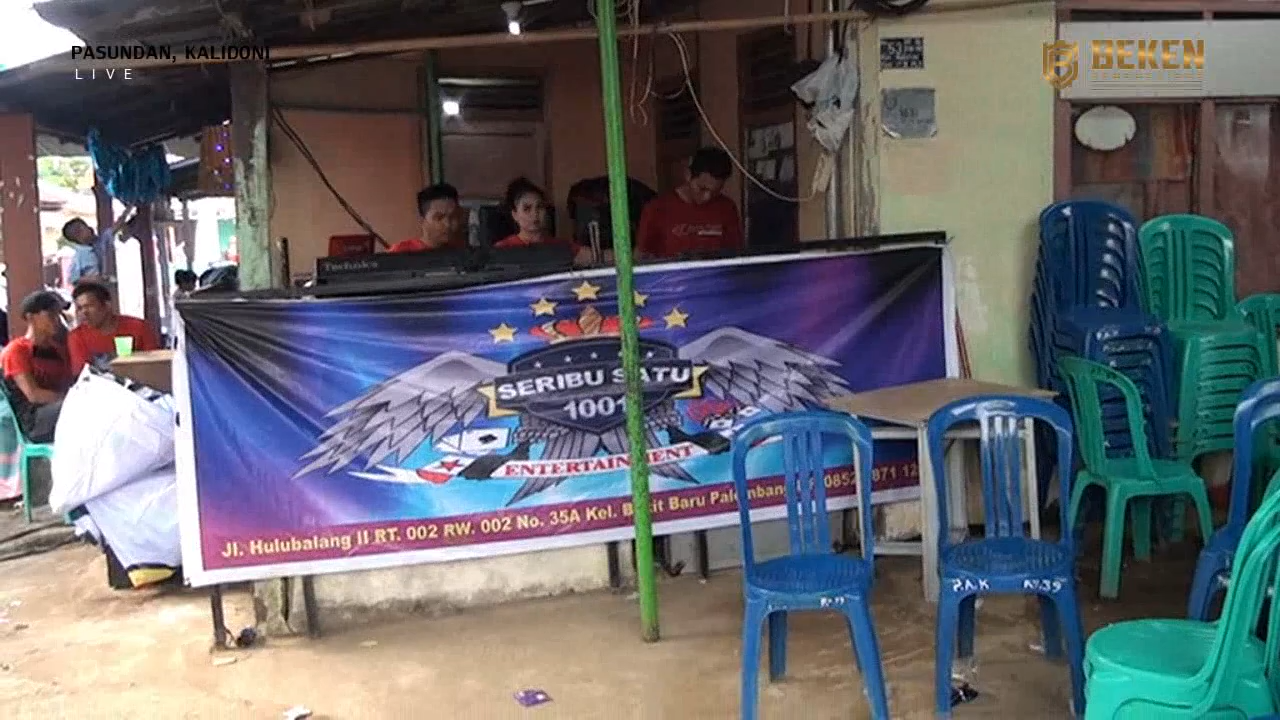 PASUNDAN, KALIDONI
LIVE
BEKEN
Technics
SERIBU SATU
1001
ENTERTAINMENT
Jl. Hulubalang II RT. 002 RW. 002 No. 35A Kel. Bukit Baru Palembang
P.A.K